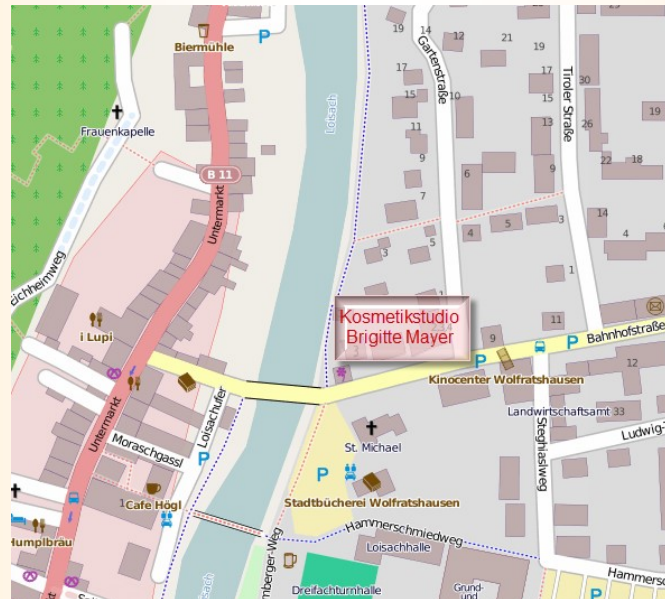 Biermühle
P
19
14
12
21
19
Gartenstraße
Tiroler Straße
17
15
10
11
9
17
15
13
30
26
19
22
18
Loisach
Frauenkapelle
B 11
Untermarkt
7
6
9
3
5
4
5
3
14
4
6
1
Kosmetikstudio
Brigitte Mayer
i Lupi
9
11
P
P
Bahnhofstraße
Kinocenter Wolfratshausen
12
Untermarkt
Loisachufer
Moraschgassl
Landwirtschaftsamt
33
St. Michael
Steghiaslweg
Ludwig-
P
P
Cafe Högl
Stadtbücherei Wolfratshausen
Humplbräu
Hammerschmiedweg
Loisachhalle
Loisach
Dreifachturnhalle
Grund-
und
P